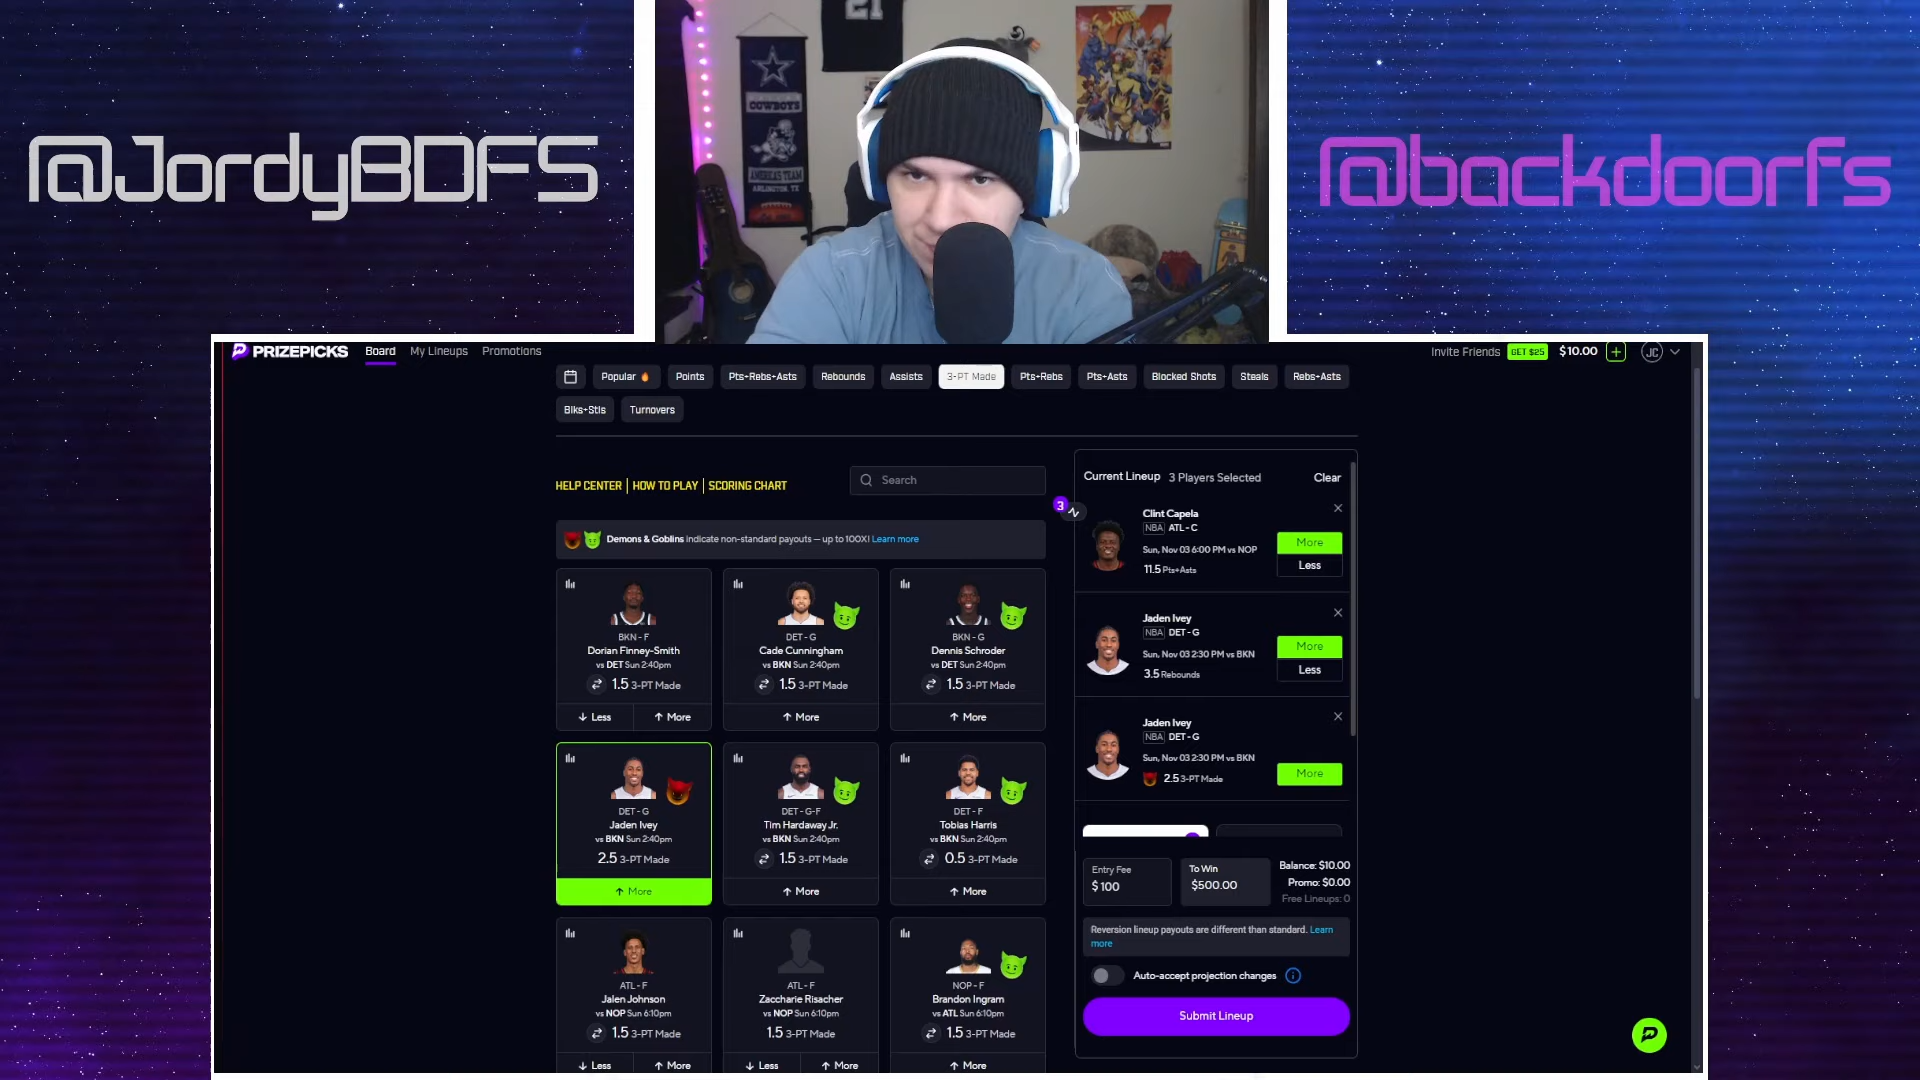 @JordyBDFS
21
COWBOYS
AMERICA'S TEAM
ARLINGTON, TX
X-MEN
@backdoorfs
PRIZEPICKS
Board
My Lineups
Promotions
Invite Friends
GET $25
$10.00
JC
Popular
Points
Pts+Rebs+Asts
Rebounds
Assists
3-PT Made
Pts+Rebs
Pts+Asts
Blocked Shots
Steals
Rebs+Asts
Blks+Stls
Turnovers
HELP CENTER | HOW TO PLAY | SCORING CHART
Search
Demons & Goblins indicate non-standard payouts — up to 100X! Learn more
BKN - F
Dorian Finney-Smith
vs DET Sun 2:40pm
1.5 3-PT Made
Less
More
DET - G
Cade Cunningham
vs BKN Sun 2:40pm
1.5 3-PT Made
More
BKN - G
Dennis Schroder
vs DET Sun 2:40pm
1.5 3-PT Made
More
DET - G
Jaden Ivey
vs BKN Sun 2:40pm
2.5 3-PT Made
More
DET - G-F
Tim Hardaway Jr.
vs BKN Sun 2:40pm
1.5 3-PT Made
More
DET - F
Tobias Harris
vs BKN Sun 2:40pm
0.5 3-PT Made
More
ATL - F
Jalen Johnson
vs NOP Sun 6:10pm
1.5 3-PT Made
Less
More
ATL - F
Zaccharie Risacher
vs NOP Sun 6:10pm
1.5 3-PT Made
Less
More
NOP - F
Brandon Ingram
vs ATL Sun 6:10pm
1.5 3-PT Made
More
3
Current Lineup
3 Players Selected
Clear
Clint Capela
NBA ATL - C
Sun, Nov 03 6:00 PM vs NOP
11.5 Pts+Asts
More
Less
Jaden Ivey
NBA DET - G
Sun, Nov 03 2:30 PM vs BKN
3.5 Rebounds
More
Less
Jaden Ivey
NBA DET - G
Sun, Nov 03 2:30 PM vs BKN
2.5 3-PT Made
More
Entry Fee
$ 100
To Win
$500.00
Balance: $10.00
Promo: $0.00
Free Lineups: 0
Reversion lineup payouts are different than standard. Learn
more
Auto-accept projection changes
Submit Lineup